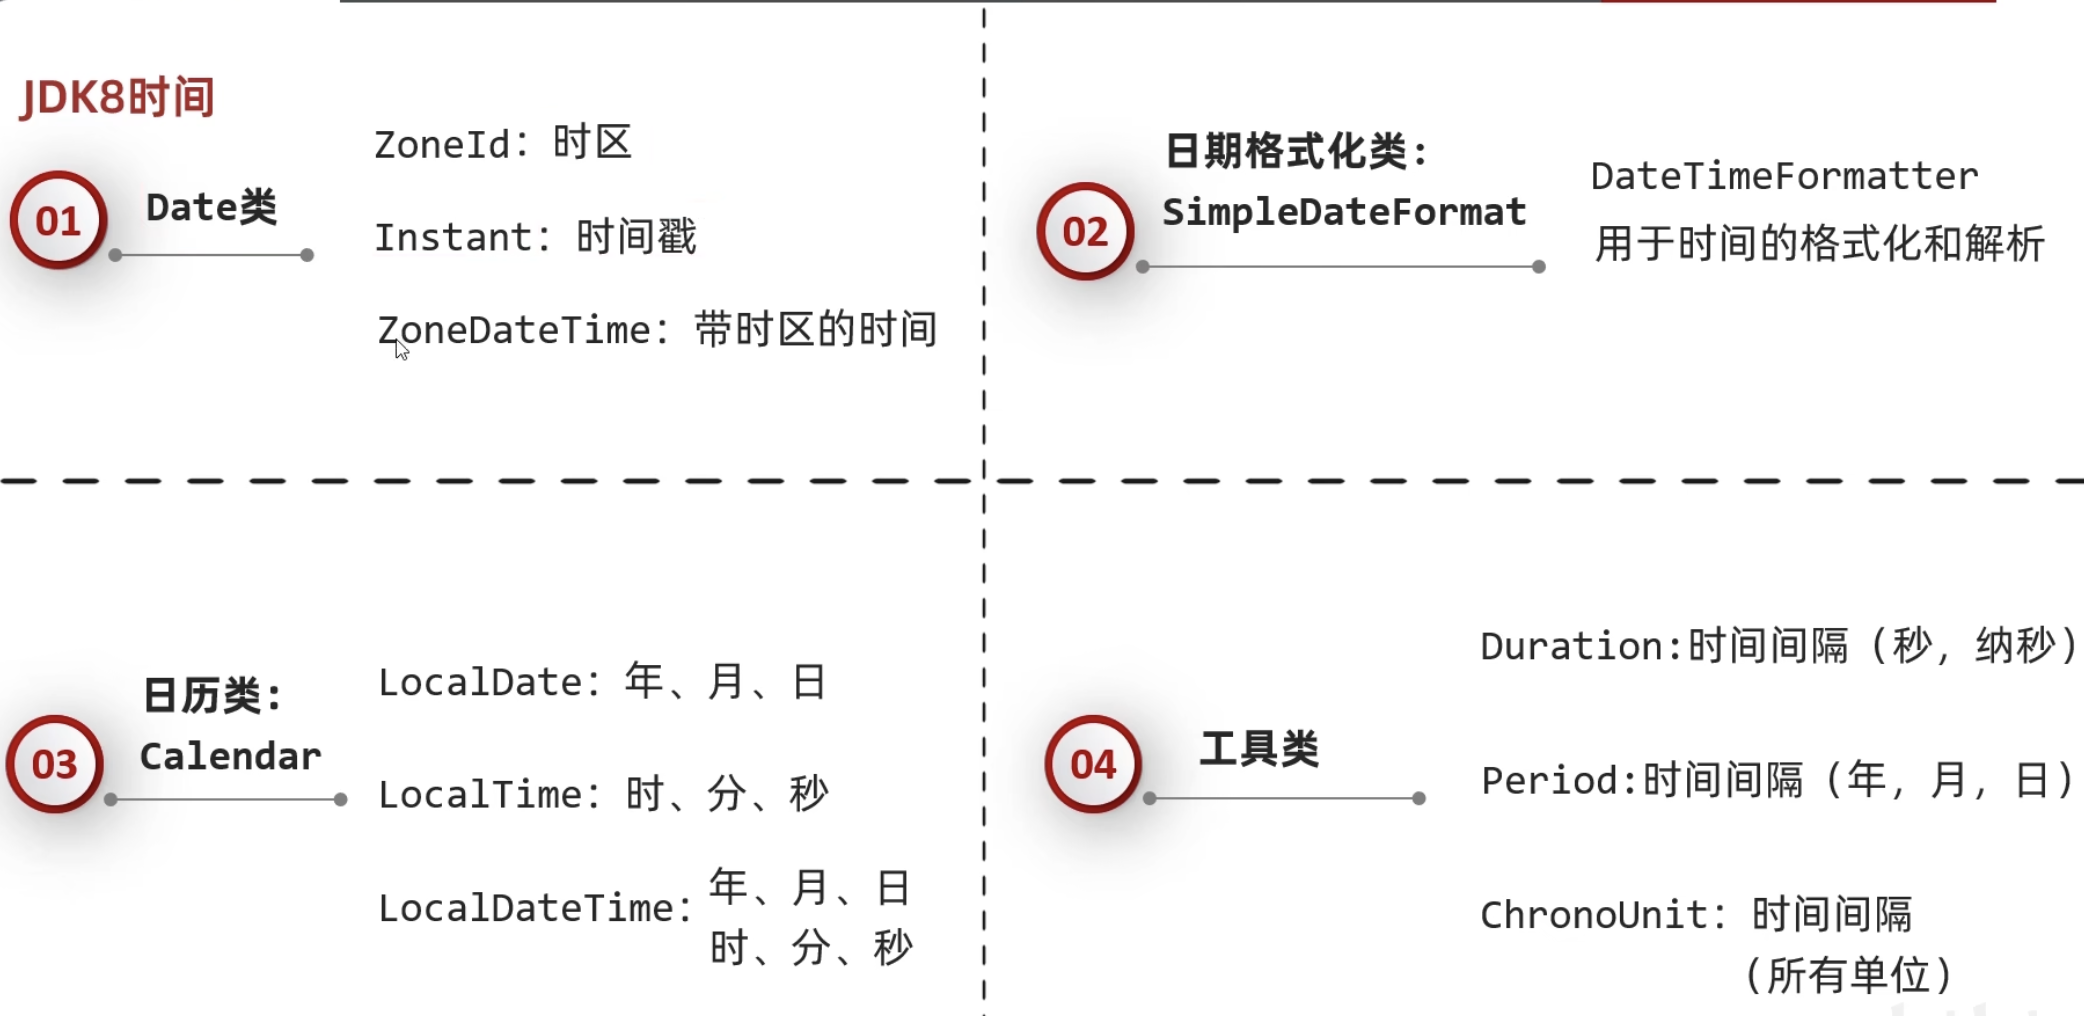 JDK8时间
01
Date类
ZoneId：时区
Instant：时间戳
ZoneDateTime：带时区的时间
02
日期格式化类：
SimpleDateFormat
DateTimeFormatter
用于时间的格式化和解析
03
日历类：
Calendar
LocalDate：年、月、日
LocalTime：时、分、秒
LocalDateTime：年、月、日
时、分、秒
04
工具类
Duration:时间间隔（秒，纳秒）
Period:时间间隔（年，月，日）
ChronoUnit：时间间隔
（所有单位）